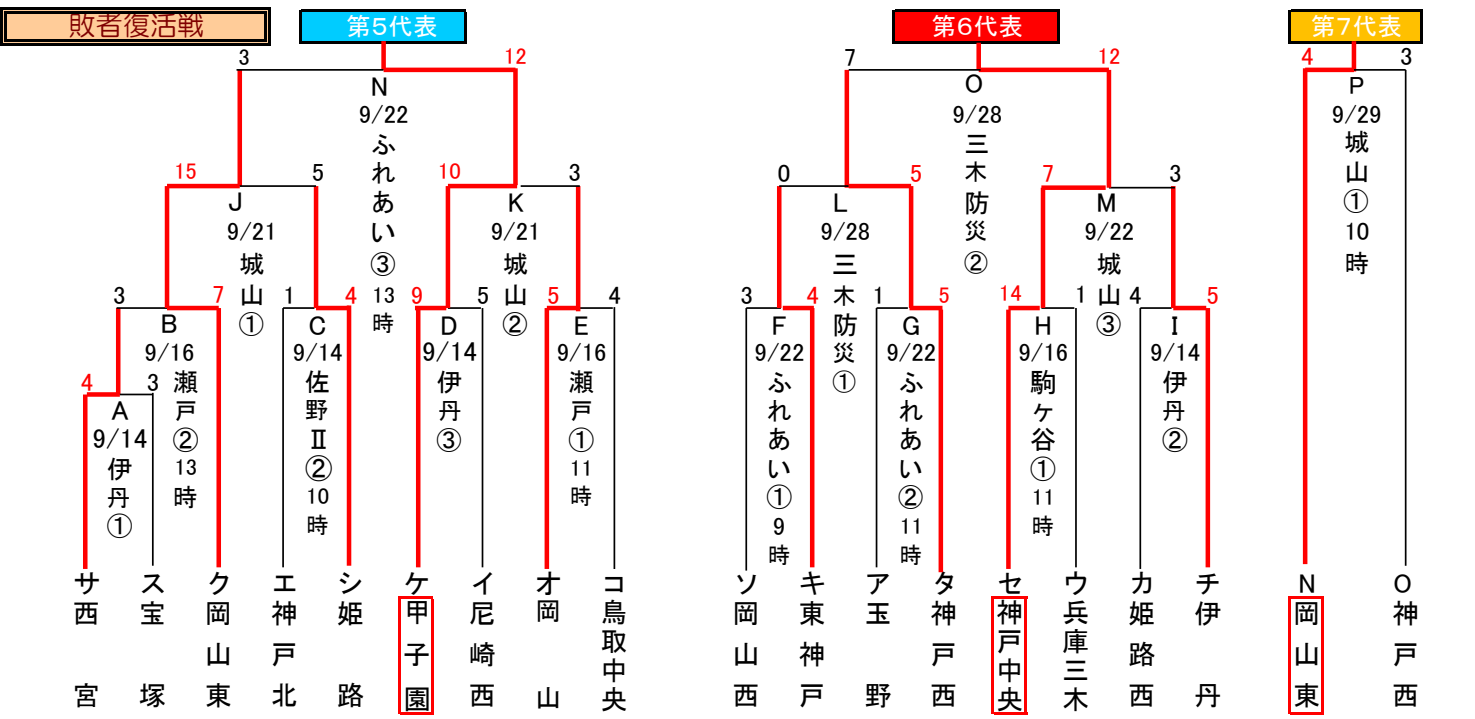 敗者復活戦
第5代表
第6代表
第7代表
3
12
7
12
4
3
N
9/22
ふれあい③
13時
O
9/28
三木防災②
P
9/29
城山①
10時
15
5
10
3
0
5
7
3
J
9/21
城山①
K
9/21
城山②
L
9/28
三木防災①
M
9/22
城山③
3
7
1
4
9
5
5
4
3
4
1
5
14
1
4
5
B
9/16
瀬戸②
13時
C
9/14
佐野Ⅱ②
10時
D
9/14
伊丹③
E
9/16
瀬戸①
11時
F
9/22
ふれあい①
9時
G
9/22
ふれあい②
11時
H
9/16
駒ヶ谷①
11時
I
9/14
伊丹②
4
3
A
9/14
伊丹①
サ 西宮
ス 宝塚
ク 岡山東
エ 神戸北
シ 姫路
ケ 甲子園
イ 尼崎西
オ 岡山
コ 鳥取中央
ソ 岡山西
キ 東神戸
ア 玉野
タ 神戸西
セ 神戸中央
ウ 兵庫三木
カ 姫路西
チ 伊丹
N 岡山東
O 神戸西